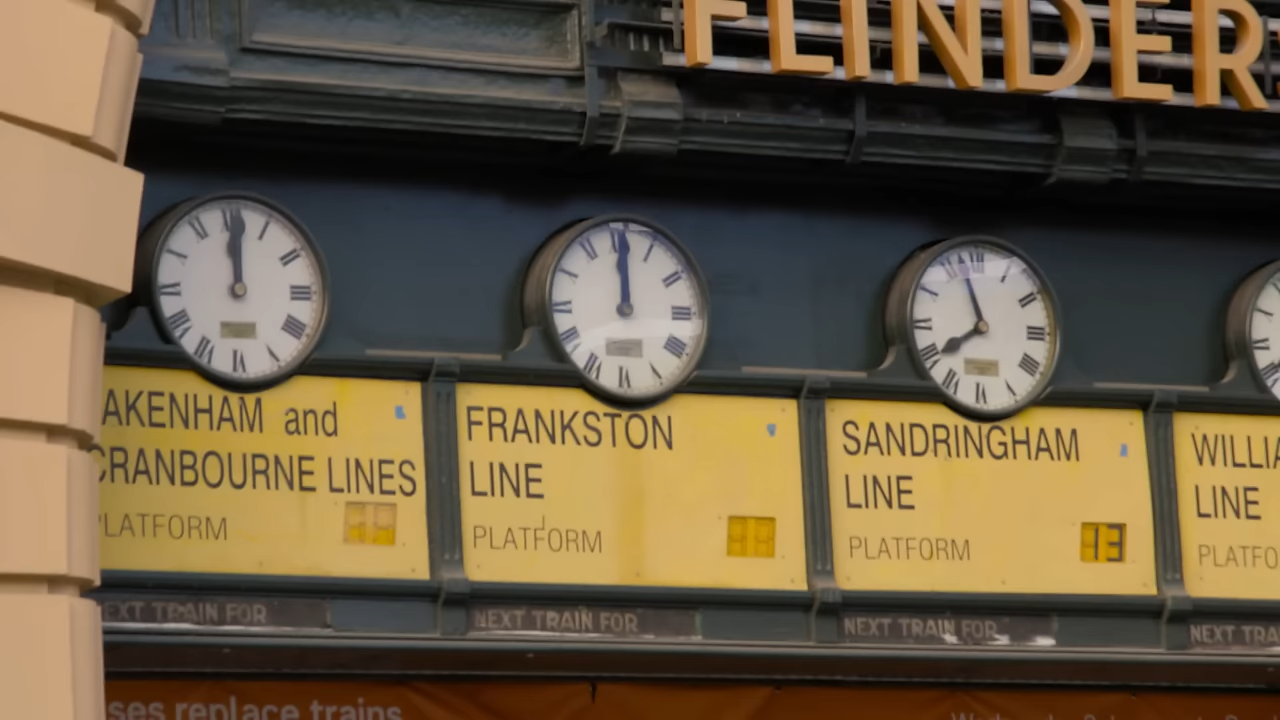 FLINDER
AKENHAM and
CRANBOURNE LINES
PLATFORM
NEXT TRAIN FOR
FRANKSTON
LINE
PLATFORM
NEXT TRAIN FOR
SANDRINGHAM
LINE
PLATFORM 13
NEXT TRAIN FOR
WILLIA
LINE
PLATFO
NEXT TRA
ses replace trains